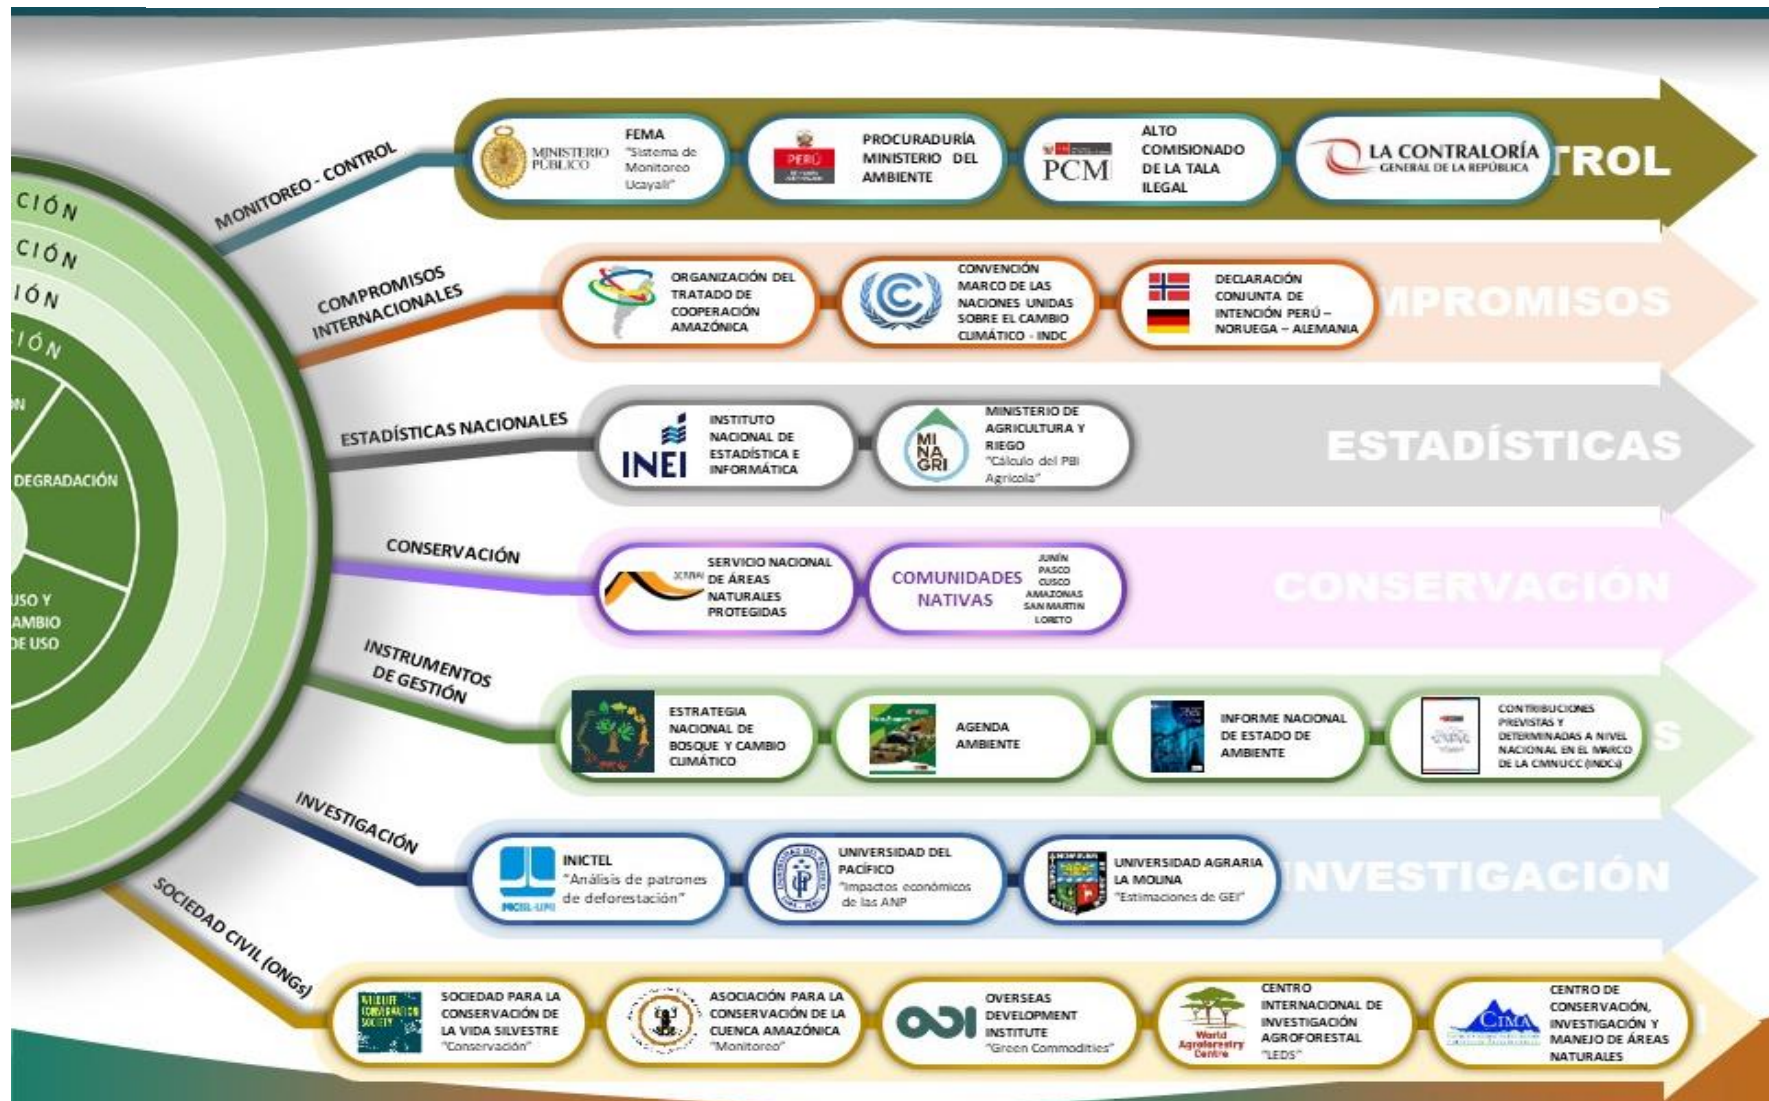 CIÓN
CIÓN
IÓN
IÓN
ÓN
DEGRADACIÓN
USO Y
AMBIO
DE USO
MONITOREO - CONTROL
MINISTERIO
PÚBLICO
FEMA
"Sistema de
Monitoreo
Ucayali"
PERÚ
PROCURADURÍA
MINISTERIO DEL
AMBIENTE
PCM
ALTO
COMISIONADO
DE LA TALA
ILEGAL
LA CONTRALORÍA
GENERAL DE LA REPÚBLICA
TROL
COMPROMISOS
INTERNACIONALES
ORGANIZACIÓN DEL
TRATADO DE
COOPERACIÓN
AMAZÓNICA
CONVENCIÓN
MARCO DE LAS
NACIONES UNIDAS
SOBRE EL CAMBIO
CLIMÁTICO - INDC
DECLARACIÓN
CONJUNTA DE
INTENCIÓN PERÚ –
NORUEGA – ALEMANIA
MPROMISOS
ESTADÍSTICAS NACIONALES
INEI
INSTITUTO
NACIONAL DE
ESTADÍSTICA E
INFORMÁTICA
MI
NA
GRI
MINISTERIO DE
AGRICULTURA Y
RIEGO
"Cálculo del PBI
Agrícola"
ESTADÍSTICAS
CONSERVACIÓN
SERVICIO NACIONAL
DE ÁREAS
NATURALES
PROTEGIDAS
COMUNIDADES
NATIVAS
JUNÍN
PASCO
CUSCO
AMAZONAS
SAN MARTIN
LORETO
CONSERVACIÓN
INSTRUMENTOS
DE GESTIÓN
ESTRATEGIA
NACIONAL DE
BOSQUE Y CAMBIO
CLIMÁTICO
AGENDA
AMBIENTE
INFORME NACIONAL
DE ESTADO DE
AMBIENTE
CONTRIBUCIONES
PREVISTAS Y
DETERMINADAS A NIVEL
NACIONAL EN EL MARCO
DE LA CMNUCC (INDCs)
S
INVESTIGACIÓN
INICTEL-UNI
INICTEL
"Análisis de patrones
de deforestación"
UNIVERSIDAD DEL
PACÍFICO
"Impactos económicos
de las ANP
UNIVERSIDAD AGRARIA
LA MOLINA
"Estimaciones de GEI"
INVESTIGACIÓN
SOCIEDAD CIVIL (ONGs)
WILDLIFE
CONSERVATION
SOCIETY
SOCIEDAD PARA LA
CONSERVACIÓN DE
LA VIDA SILVESTRE
"Conservación"
ASOCIACIÓN PARA LA
CONSERVACIÓN DE LA
CUENCA AMAZÓNICA
"Monitoreo"
ODI
OVERSEAS
DEVELOPMENT
INSTITUTE
"Green Commodities"
World
Agroforestry
Centre
CENTRO
INTERNACIONAL DE
INVESTIGACIÓN
AGROFORESTAL
"LEDS"
CIMA
CENTRO DE
CONSERVACIÓN,
INVESTIGACIÓN Y
MANEJO DE ÁREAS
NATURALES